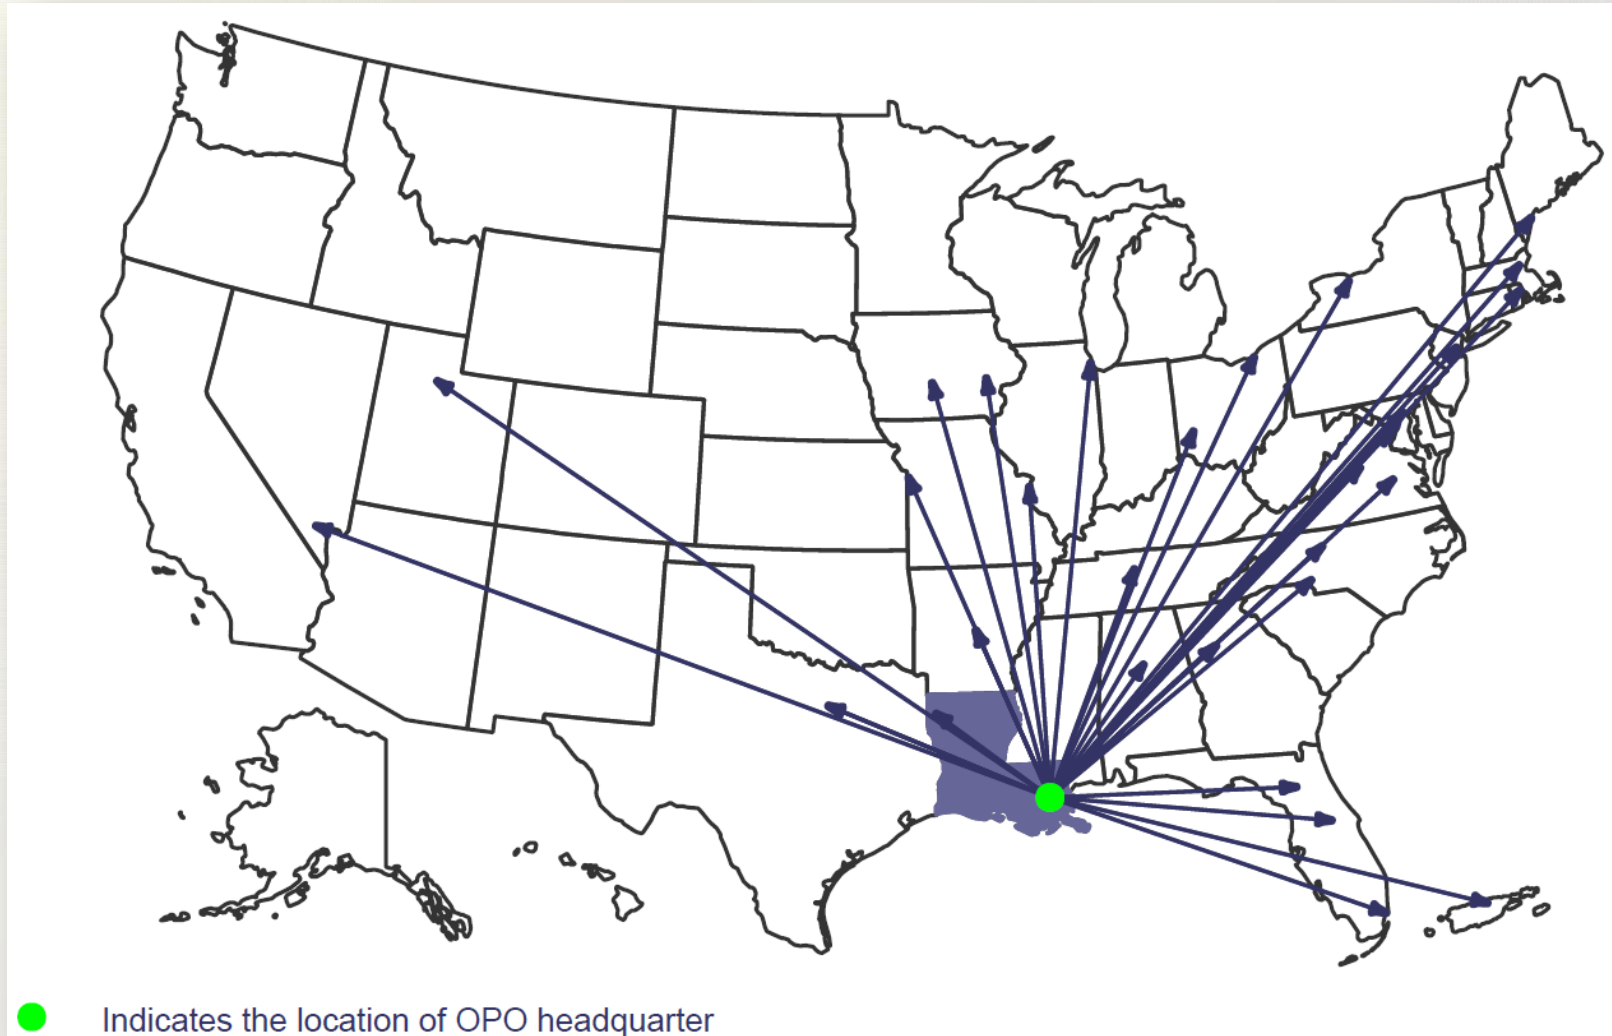 Indicates the location of OPO headquarter